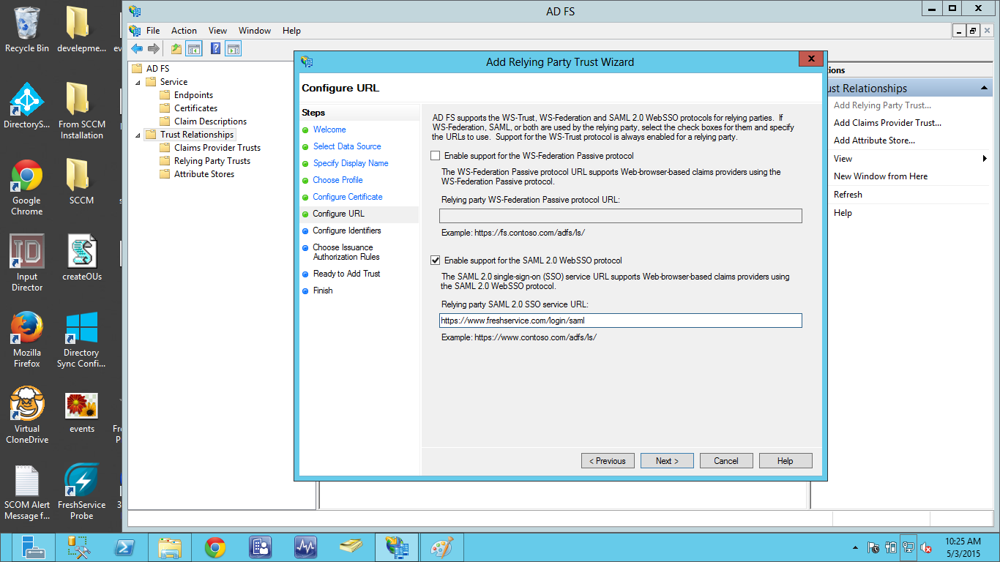 AD FS
File Action View Window Help
Recycle Bin
developme...
DirectoryS...
From SCCM
Installation
Google
Chrome
SCCM
Input
Director
createOUs
Mozilla
Firefox
Directory
Sync Confi...
Virtual
CloneDrive
events
SCOM Alert
Message f...
FreshService
Probe
AD FS
Service
Endpoints
Certificates
Claim Descriptions
Trust Relationships
Claims Provider Trusts
Relying Party Trusts
Attribute Stores
Add Relying Party Trust Wizard
Configure URL
Steps
Welcome
Select Data Source
Specify Display Name
Choose Profile
Configure Certificate
Configure URL
Configure Identifiers
Choose Issuance
Authorization Rules
Ready to Add Trust
Finish
AD FS supports the WS-Trust, WS-Federation and SAML 2.0 WebSSO protocols for relying parties. If
WS-Federation, SAML, or both are used by the relying party, select the check boxes for them and specify
the URLs to use. Support for the WS-Trust protocol is always enabled for a relying party.
Enable support for the WS-Federation Passive protocol
The WS-Federation Passive protocol URL supports Web-browser-based claims providers using the
WS-Federation Passive protocol.
Relying party WS-Federation Passive protocol URL:
Example: https://fs.contoso.com/adfs/ls/
Enable support for the SAML 2.0 WebSSO protocol
The SAML 2.0 single-sign-on (SSO) service URL supports Web-browser-based claims providers using
the SAML 2.0 WebSSO protocol.
Relying party SAML 2.0 SSO service URL:
https://www.freshservice.com/login/saml
Example: https://www.contoso.com/adfs/ls/
< Previous
Next >
Cancel
Help
ions
ust Relationships
Add Relying Party Trust...
Add Claims Provider Trust...
Add Attribute Store...
View
New Window from Here
Refresh
Help
10:25 AM
5/3/2015